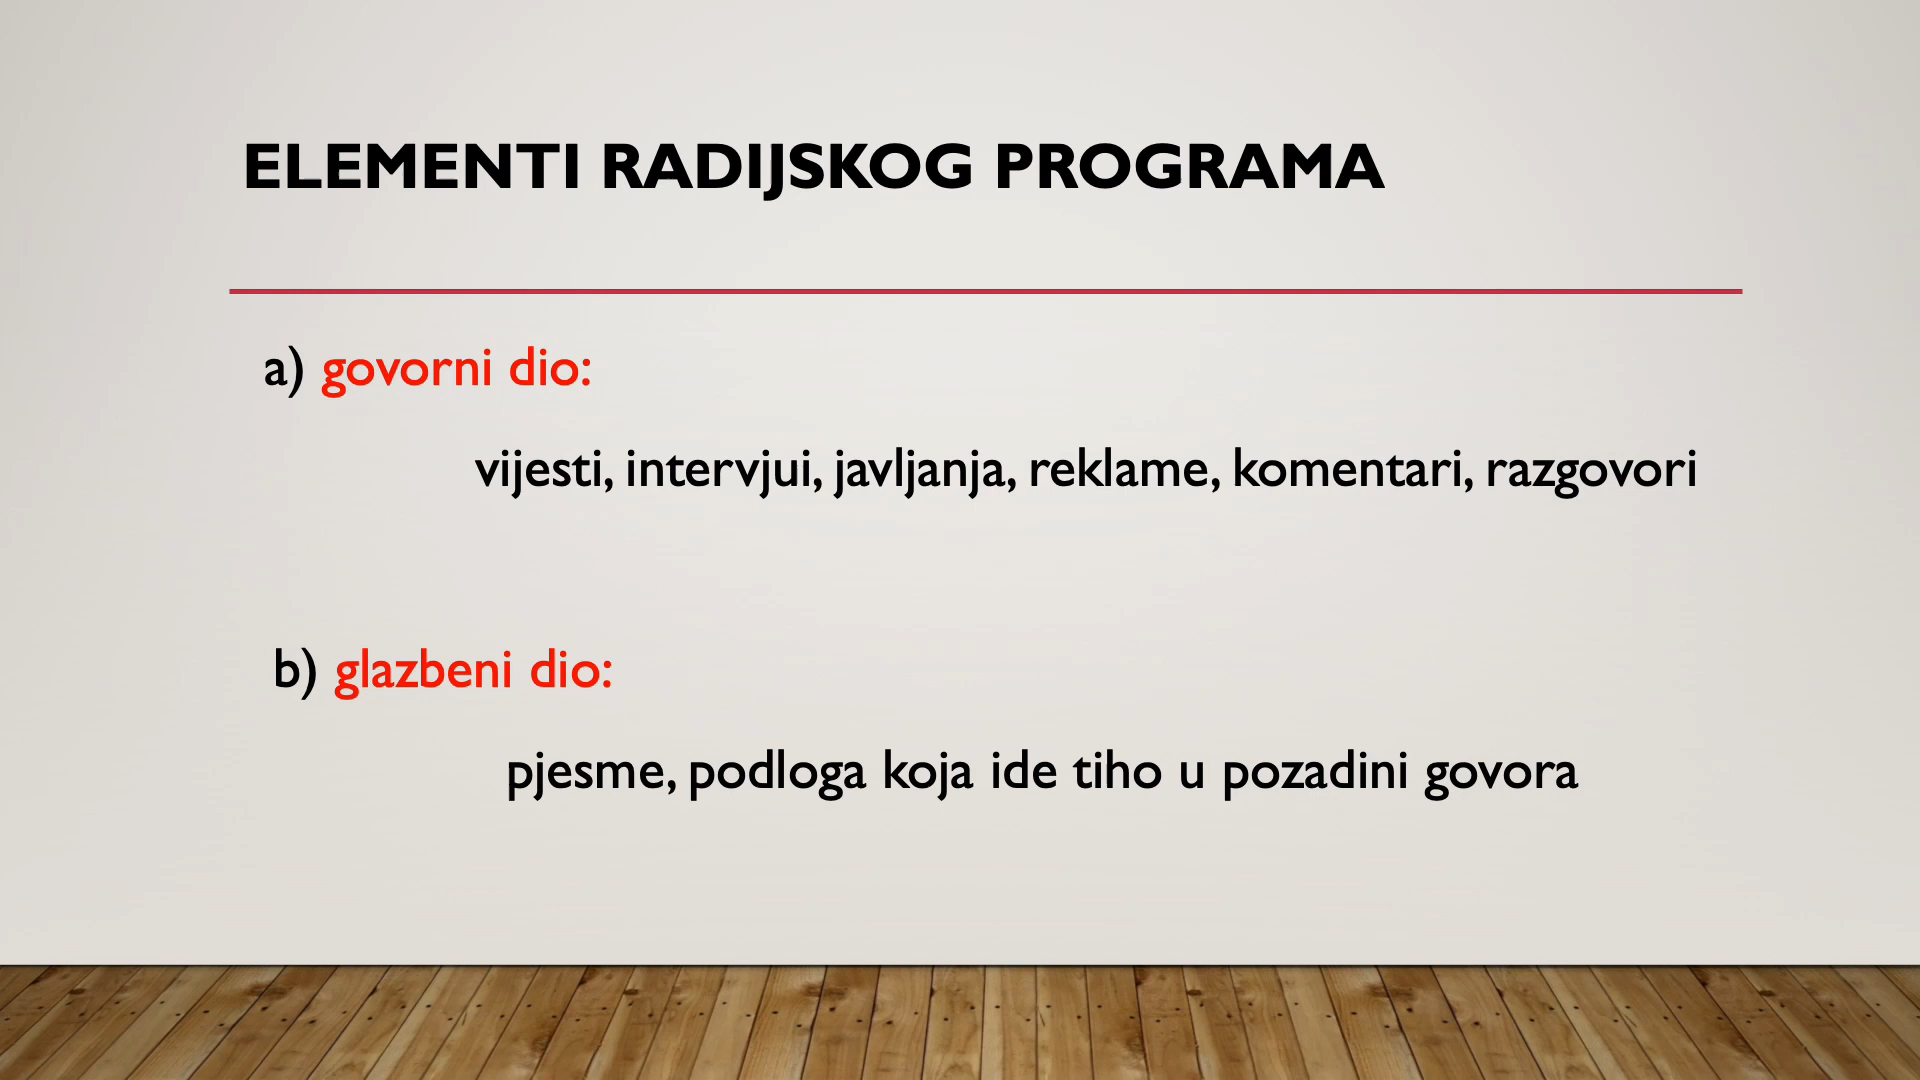 ELEMENTI RADIJSKOG PROGRAMA
a) govorni dio:
vijesti, intervjui, javljanja, reklame, komentari, razgovori
b) glazbeni dio:
pjesme, podloga koja ide tiho u pozadini govora